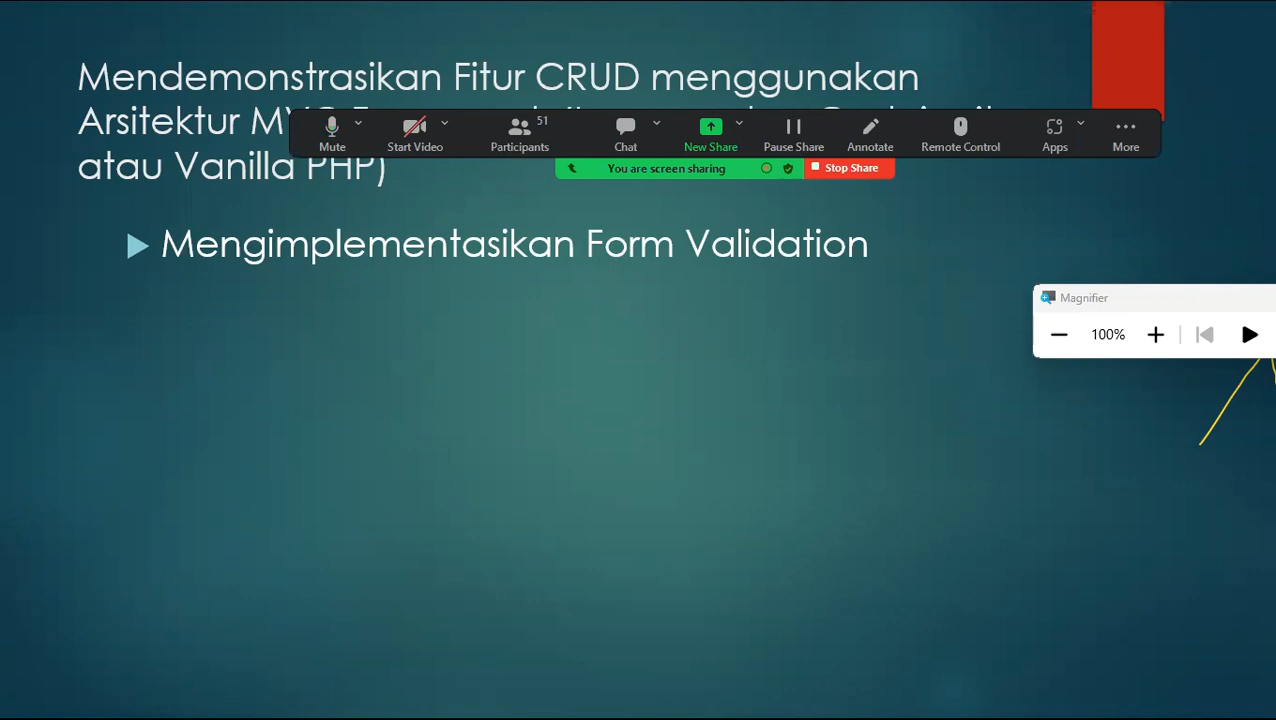 Mendemonstrasikan Fitur CRUD menggunakan
Arsitektur
atau Vanilla PHP)
51
Mute
Start Video
Participants
Chat
New Share
Pause Share
Annotate
Remote Control
Apps
More
You are screen sharing
Stop Share
Mengimplementasikan Form Validation
Magnifier
100%